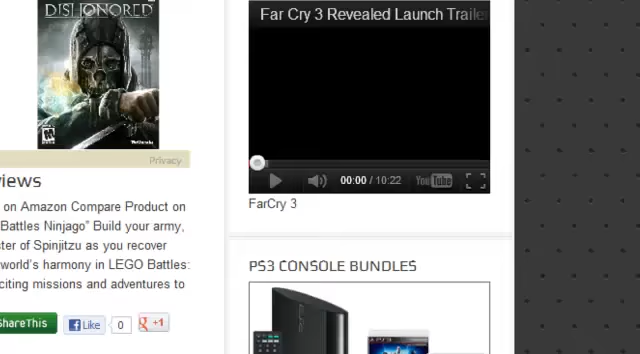 DISHONORED
Bethesda
Privacy
views
on Amazon Compare Product on
Battles Ninjago” Build your army,
ter of Spinjitzu as you recover
world’s harmony in LEGO Battles:
citing missions and adventures to
ShareThis
Like
0
+1
Far Cry 3 Revealed Launch Trailer
00:00 / 10:22
YouTube
FarCry 3
PS3 CONSOLE BUNDLES
PS3